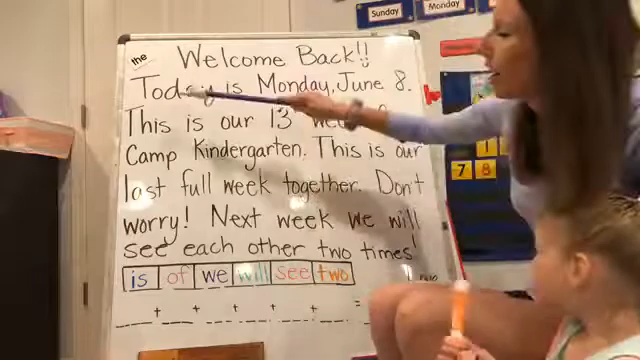 Sunday Monday
the
Welcome Back!!
Today is Monday, June 8.
This is our 13
Camp Kindergarten. This is our
last full week together. Don't
worry! Next week we will
see each other two times!
is of we will see two
+ + + + + =
1
7 8